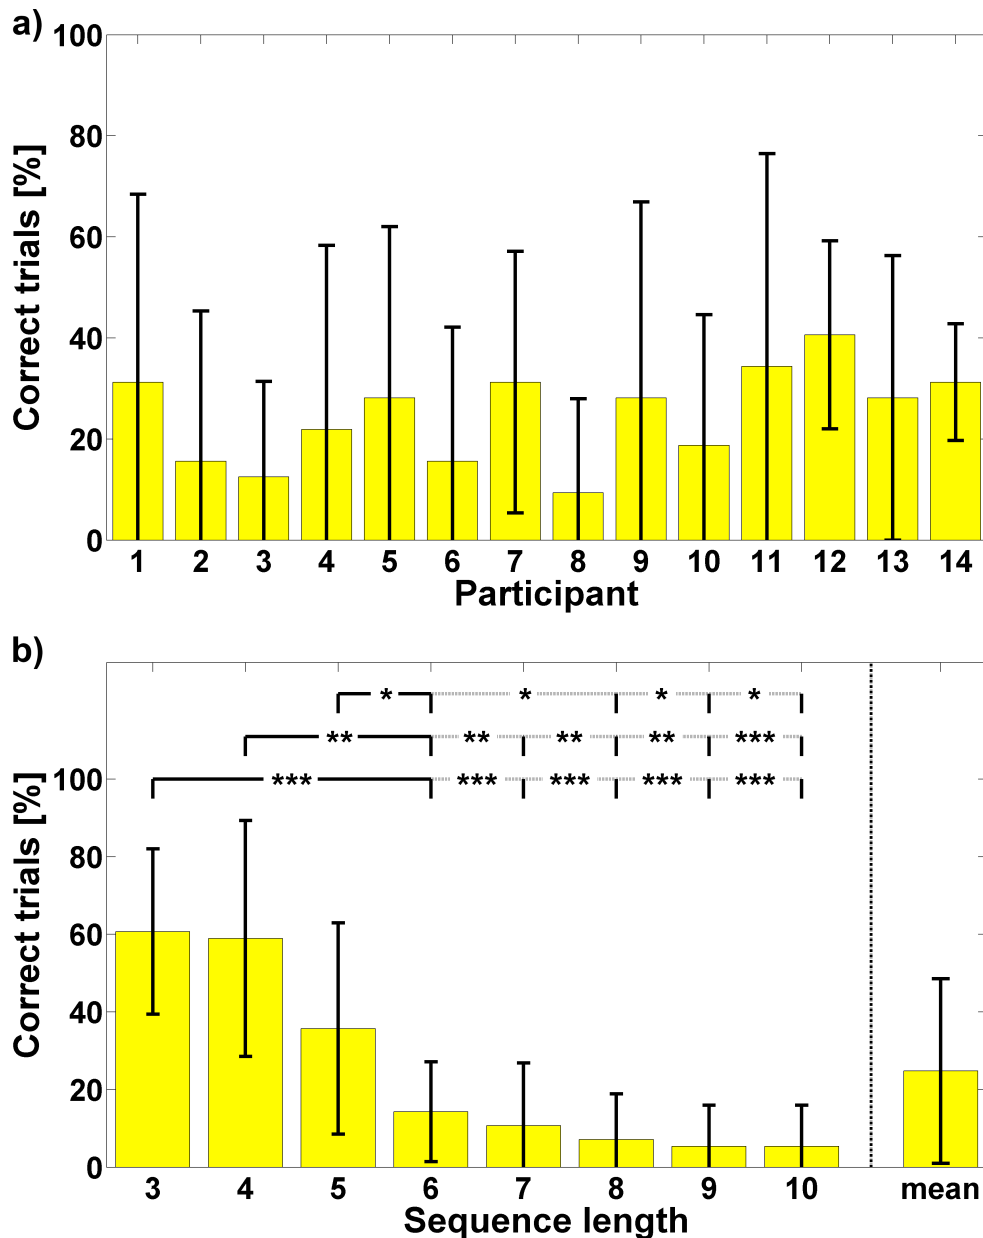 a)
100
80
60
40
20
0
Correct trials [%]
1 2 3 4 5 6 7 8 9 10 11 12 13 14
Participant
b)
* * * *
** ** ** ** ***
*** *** *** *** ***
100
80
60
40
20
0
Correct trials [%]
3 4 5 6 7 8 9 10 mean
Sequence length